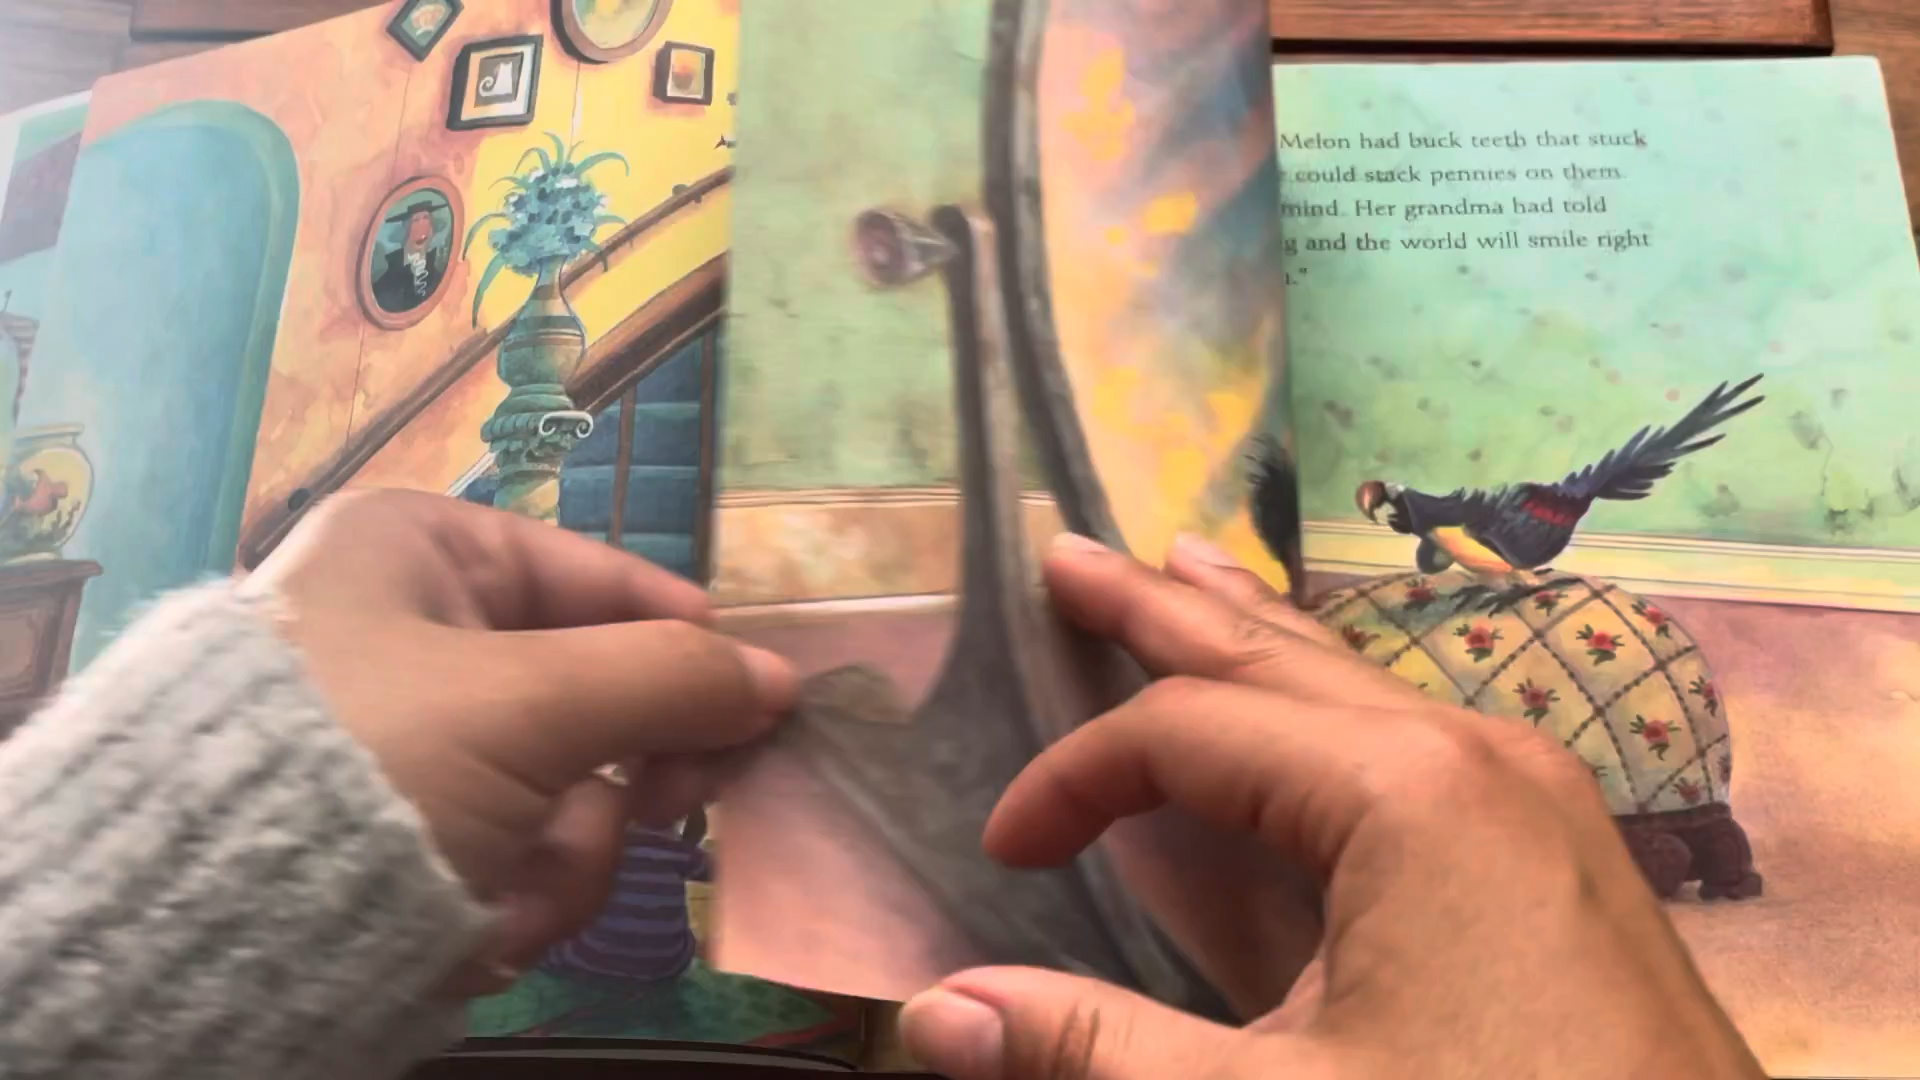 Melon had buck teeth that stuck
could stack pennies on them.
mind. Her grandma had told
g and the world will smile right
."